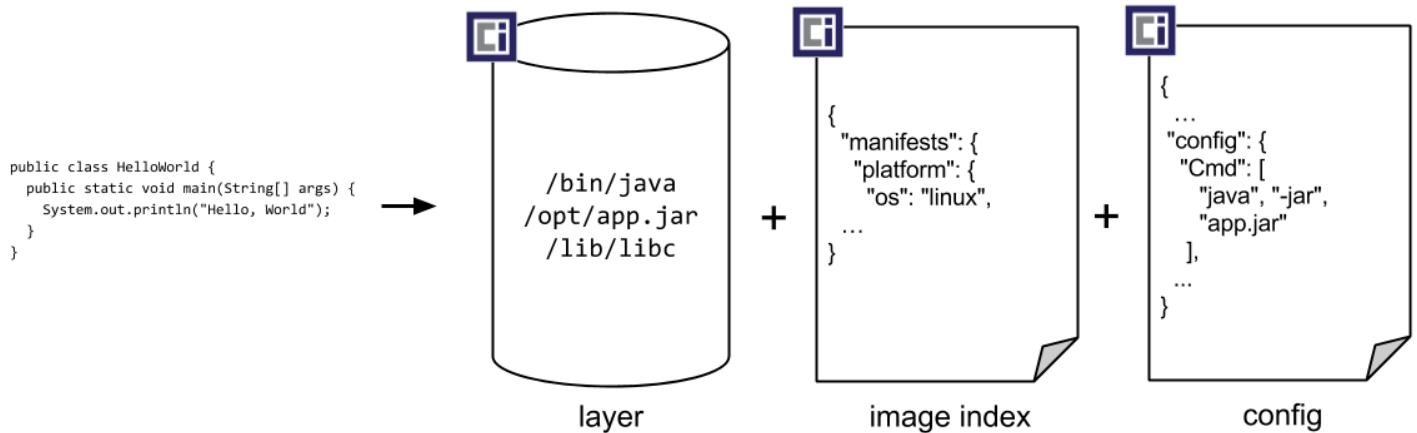 public class HelloWorld {
public static void main(String[] args) {
System.out.println("Hello, World");
}
}
/bin/java
/opt/app.jar
/lib/libc
layer
+
{
"manifests": {
"platform": {
"os": "linux",
...
}
image index
+
{
...
"config": {
"Cmd": [
"java", "-jar",
"app.jar"
],
...
}
config